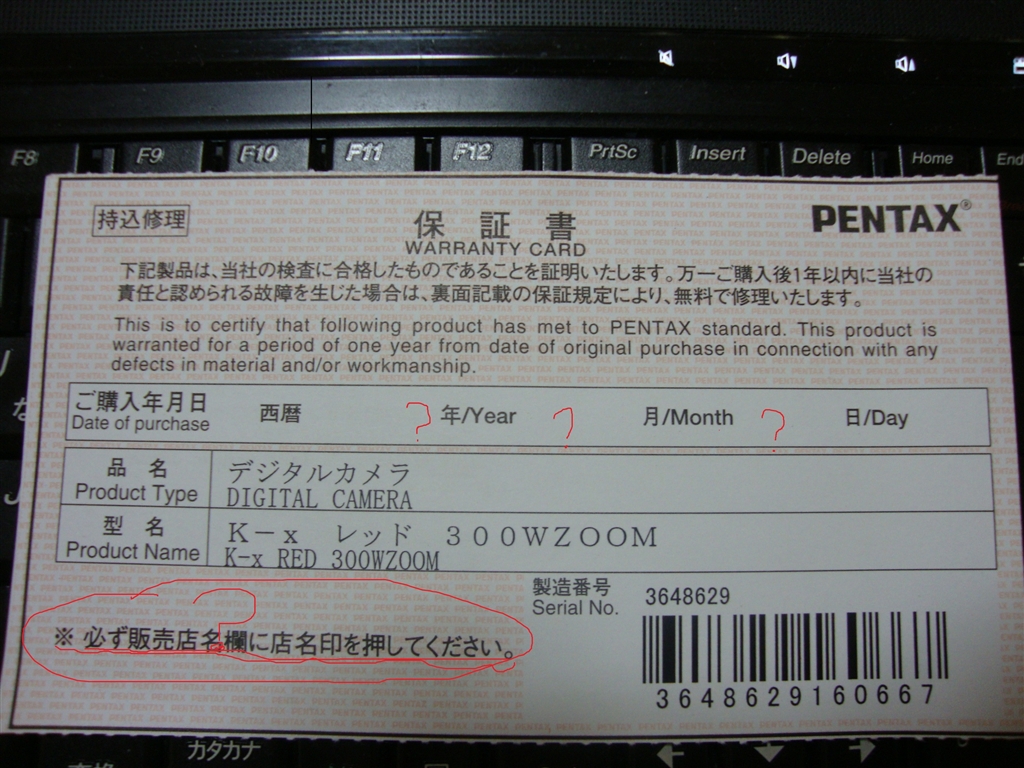 F8 F9 F10 F11 F12 PrtSc Insert Delete Home End
持込修理
保証書
PENTAX®
WARRANTY CARD
下記製品は、当社の検査に合格したものであることを証明いたします。万一ご購入後1年以内に当社の
責任と認められる故障を生じた場合は、裏面記載の保証規定により、無料で修理いたします。
This is to certify that following product has met to PENTAX standard. This product is
warranted for a period of one year from date of original purchase in connection with any
defects in material and/or workmanship.
ご購入年月日 西暦 ? 年/Year ? 月/Month ? 日/Day
Date of purchase
品名 デジタルカメラ
Product Type DIGITAL CAMERA
型名 K-x レッド 300WZOOM
Product Name K-x RED 300WZOOM
製造番号
Serial No. 3648629
?
※ 必ず販売店名欄に店名印を押してください。
3648629160667
カタカナ
変換